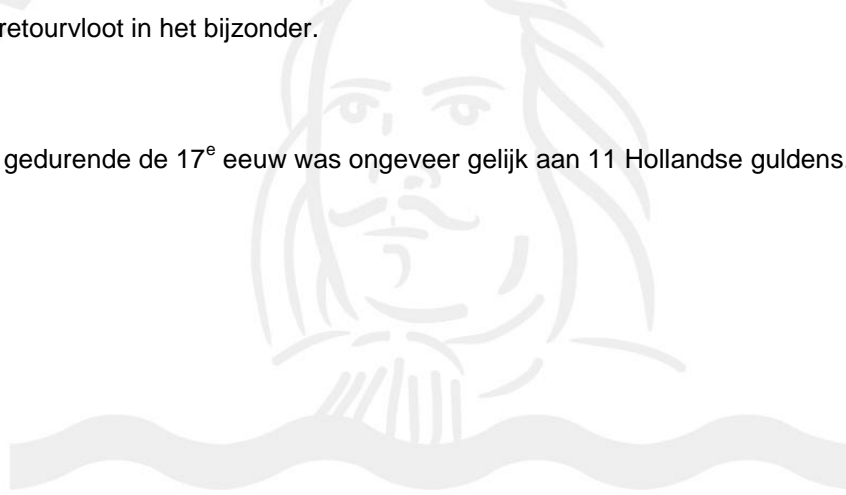 retourvloot in het bijzonder.
gedurende de 17e eeuw was ongeveer gelijk aan 11 Hollandse guldens.